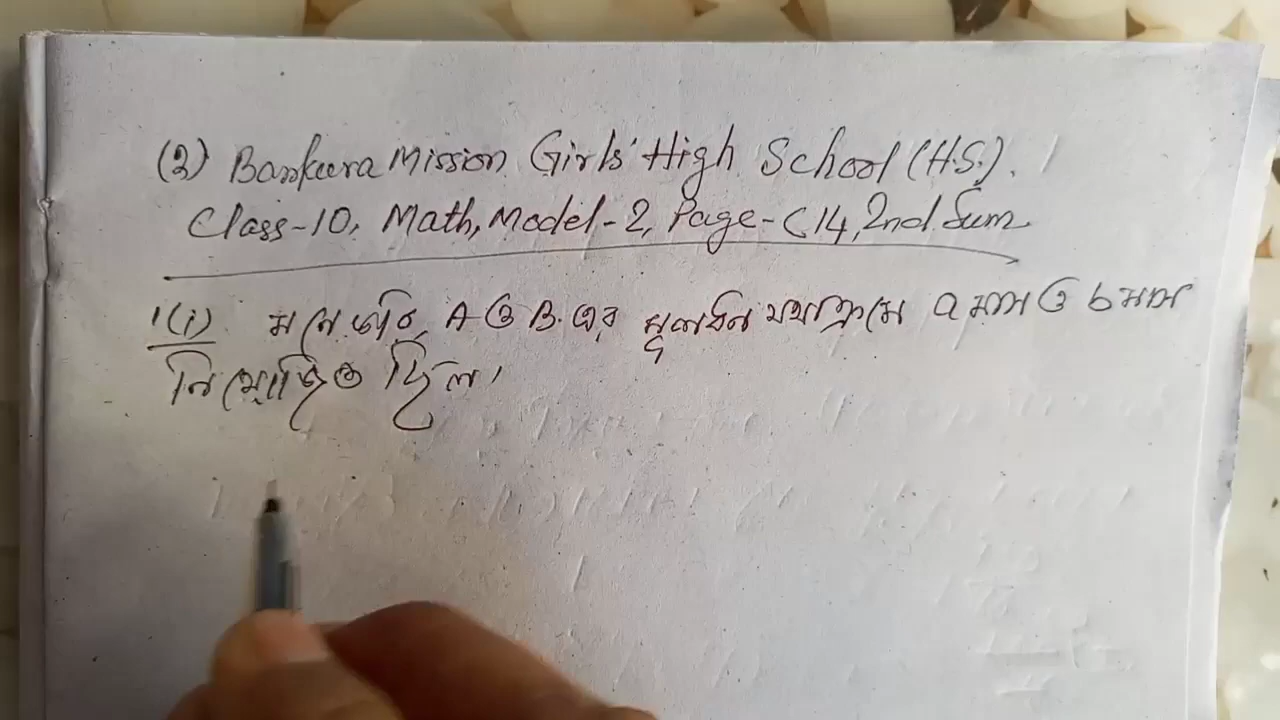 (2) Bankura Mission Girls' High School (H.S.).
Class-10, Math, Model-2, Page-614, 2nd Sum
1(i) মনে করি, A ও B. এর মূলধন যথাক্রমে a মাস ও b মাস
নিয়োজিত ছিল।